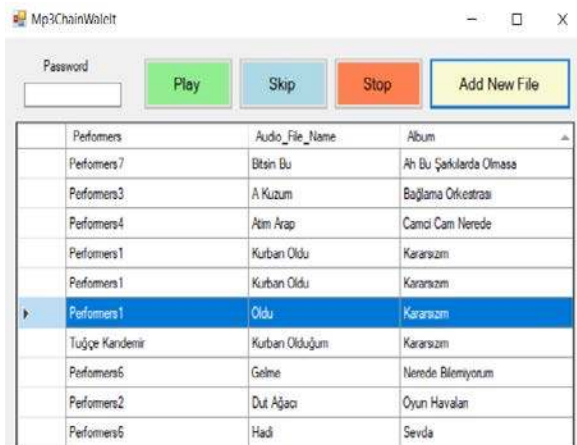 Mp3ChainWalelt
Password
Play Skip Stop Add New File
Performers Audio_File_Name Album
Performers7 Bitsin Bu Ah Bu Şarkılarda Olmasa
Performers3 A Kuzum Bağlama Orkestrası
Performers4 Atim Arap Camci Cam Nerede
Performers1 Kurban Oldu Kararsızım
Performers1 Kurban Oldu Kararsızım
Performers1 Oldu Kararsızım
Tuğçe Kandemir Kurban Olduğum Kararsızım
Performers6 Gelme Nerede Bilemiyorum
Performers2 Dut Ağacı Oyun Havaları
Performers6 Hadi Sevda